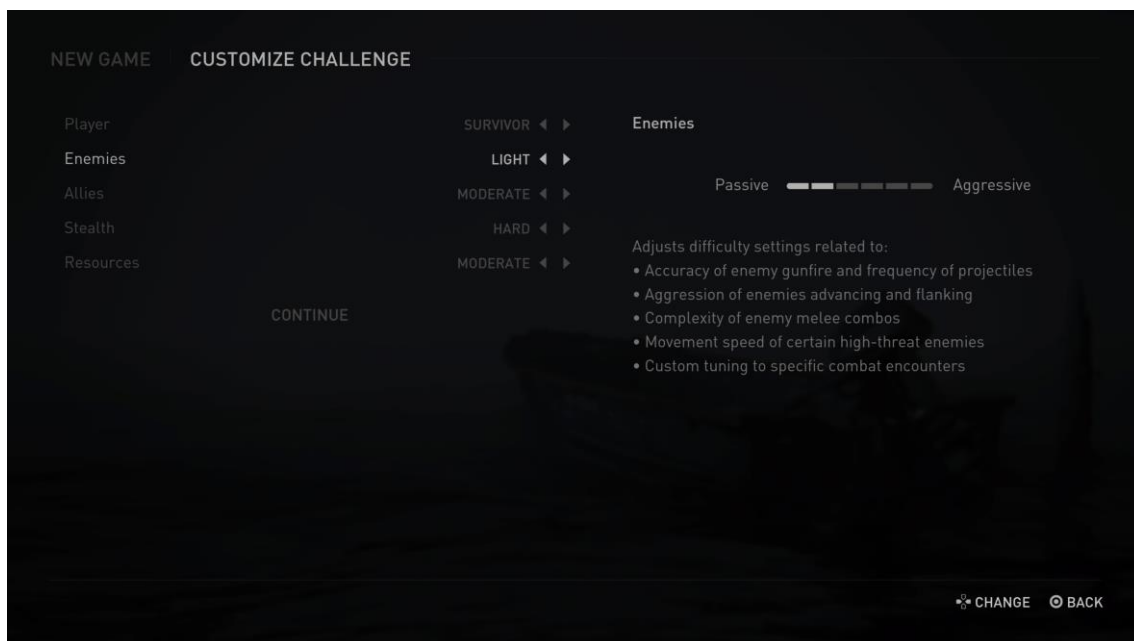 NEW GAME CUSTOMIZE CHALLENGE
Player SURVIVOR
Enemies LIGHT
Allies MODERATE
Stealth HARD
Resources MODERATE
CONTINUE
Enemies
Passive Aggressive
Adjusts difficulty settings related to:
• Accuracy of enemy gunfire and frequency of projectiles
• Aggression of enemies advancing and flanking
• Complexity of enemy melee combos
• Movement speed of certain high-threat enemies
• Custom tuning to specific combat encounters
CHANGE BACK